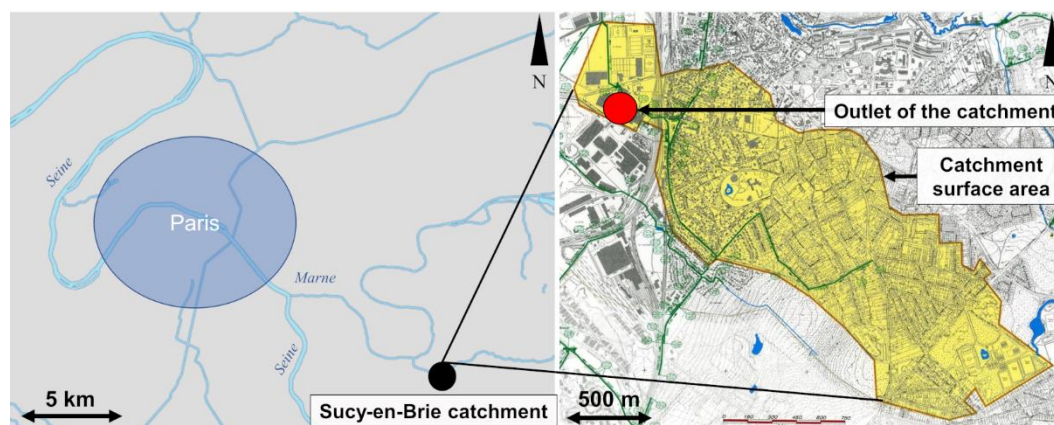 Seine
Paris
Marne
Seine
5 km
Sucy-en-Brie catchment
N
Outlet of the catchment
Catchment
surface area
500 m
N